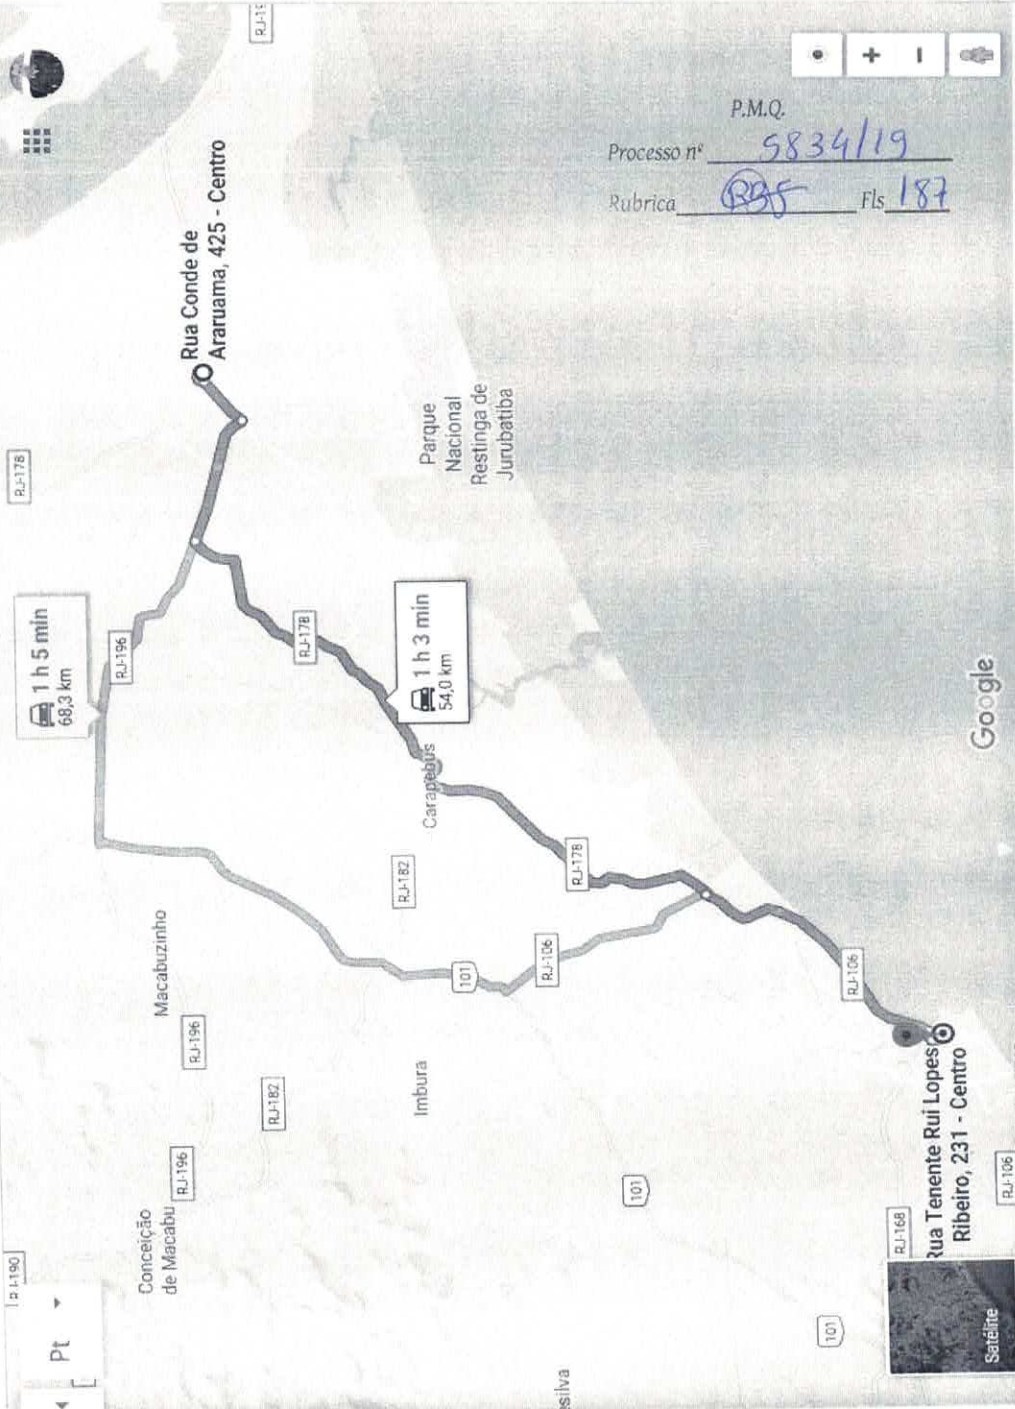 P.M.Q.
Processo nº 5834/19
Rubrica
Fls 187
RJ-178
1 h 5 min
68,3 km
RJ-196
Rua Conde de
Araruama, 425 - Centro
RJ-178
1 h 3 min
54,0 km
Parque
Nacional
Restinga de
Jurubatiba
Carapebus
RJ-182
RJ-178
Macabuzinho
RJ-196
RJ-182
RJ-196
Conceição
de Macabu
RJ-190
Imbura
101
RJ-106
RJ-106
101
101
RJ-168
Rua Tenente Rui Lopes
Ribeiro, 231 - Centro
RJ-106
Satélite
Google
Pt
+
−